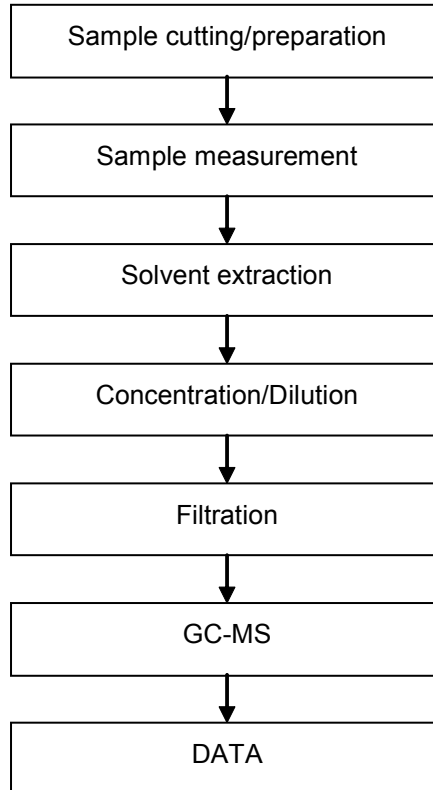 Sample cutting/preparation
Sample measurement
Solvent extraction
Concentration/Dilution
Filtration
GC-MS
DATA